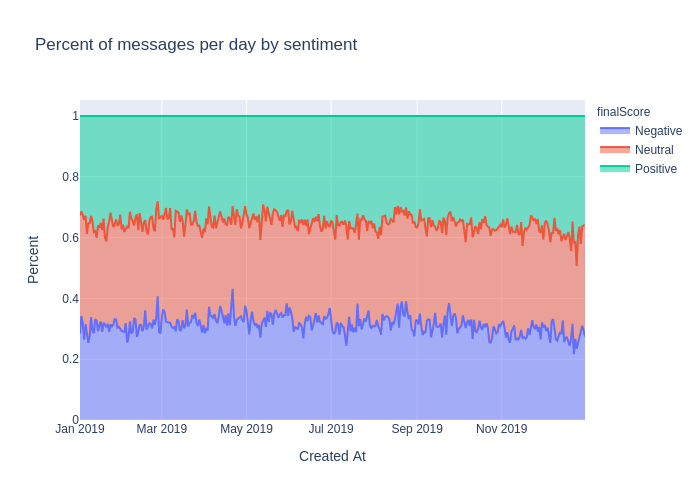 Percent of messages per day by sentiment
finalScore
Negative
Neutral
Positive
1
0.8
0.6
0.4
0.2
0
Percent
Jan 2019
Mar 2019
May 2019
Jul 2019
Sep 2019
Nov 2019
Created At